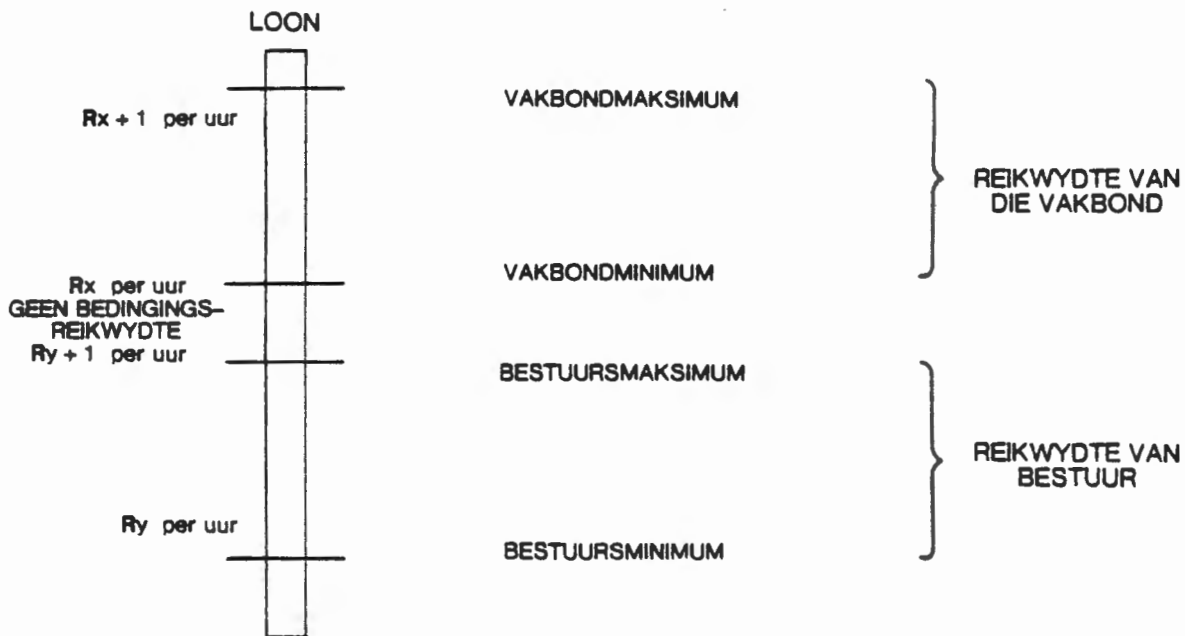 LOON
VAKBONDMAKSIMUM
Rx + 1 per uur
REIKWYDTE VAN
DIE VAKBOND
VAKBONDMINIMUM
Rx per uur
GEEN BEDINGINGS–
REIKWYDTE
Ry + 1 per uur
BESTUURSMAKSIMUM
REIKWYDTE VAN
BESTUUR
Ry per uur
BESTUURSMINIMUM